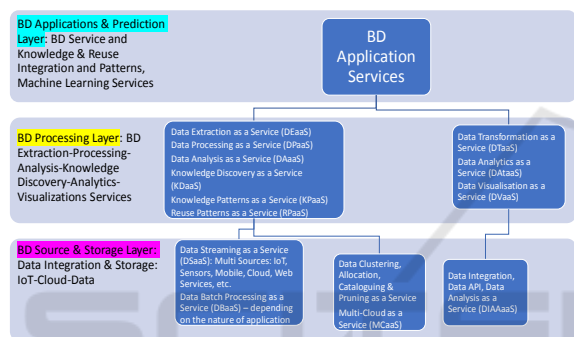 BD Applications & Prediction
Layer: BD Service and
Knowledge & Reuse
Integration and Patterns,
Machine Learning Services
BD
Application
Services
BD Processing Layer: BD
Extraction-Processing-
Analysis-Knowledge
Discovery-Analytics-
Visualizations Services
Data Extraction as a Service (DEaaS)
Data Processing as a Service (DPaaS)
Data Analysis as a Service (DAaaS)
Knowledge Discovery as a Service
(KDaaS)
Knowledge Patterns as a Service (KPaaS)
Reuse Patterns as a Service (RPaaS)
Data Transformation as a
Service (DTaaS)
Data Analytics as a
Service (DAtaaS)
Data Visualisation as a
Service (DVaaS)
BD Source & Storage Layer:
Data Integration & Storage:
IoT-Cloud-Data
Data Streaming as a Service
(DSaaS): Multi Sources: IoT,
Sensors, Mobile, Cloud, Web
Services, etc.
Data Batch Processing as a
Service (DBaaS) – depending
on the nature of application
Data Clustering,
Allocation,
Cataloguing &
Pruning as a Service
Multi-Cloud as a
Service (MCaaS)
Data Integration,
Data API, Data
Analysis as a Service
(DIAAaaS)